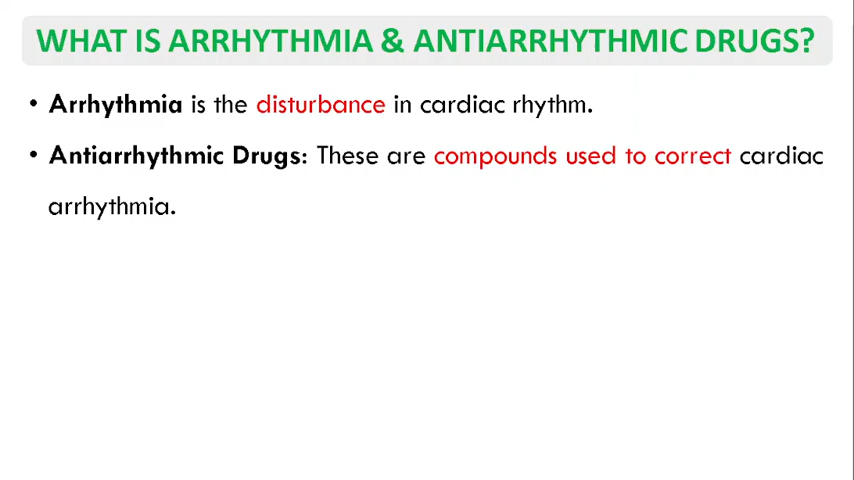 WHAT IS ARRHYTHMIA & ANTIARRHYTHMIC DRUGS?
• Arrhythmia is the disturbance in cardiac rhythm.
• Antiarrhythmic Drugs: These are compounds used to correct cardiac
arrhythmia.